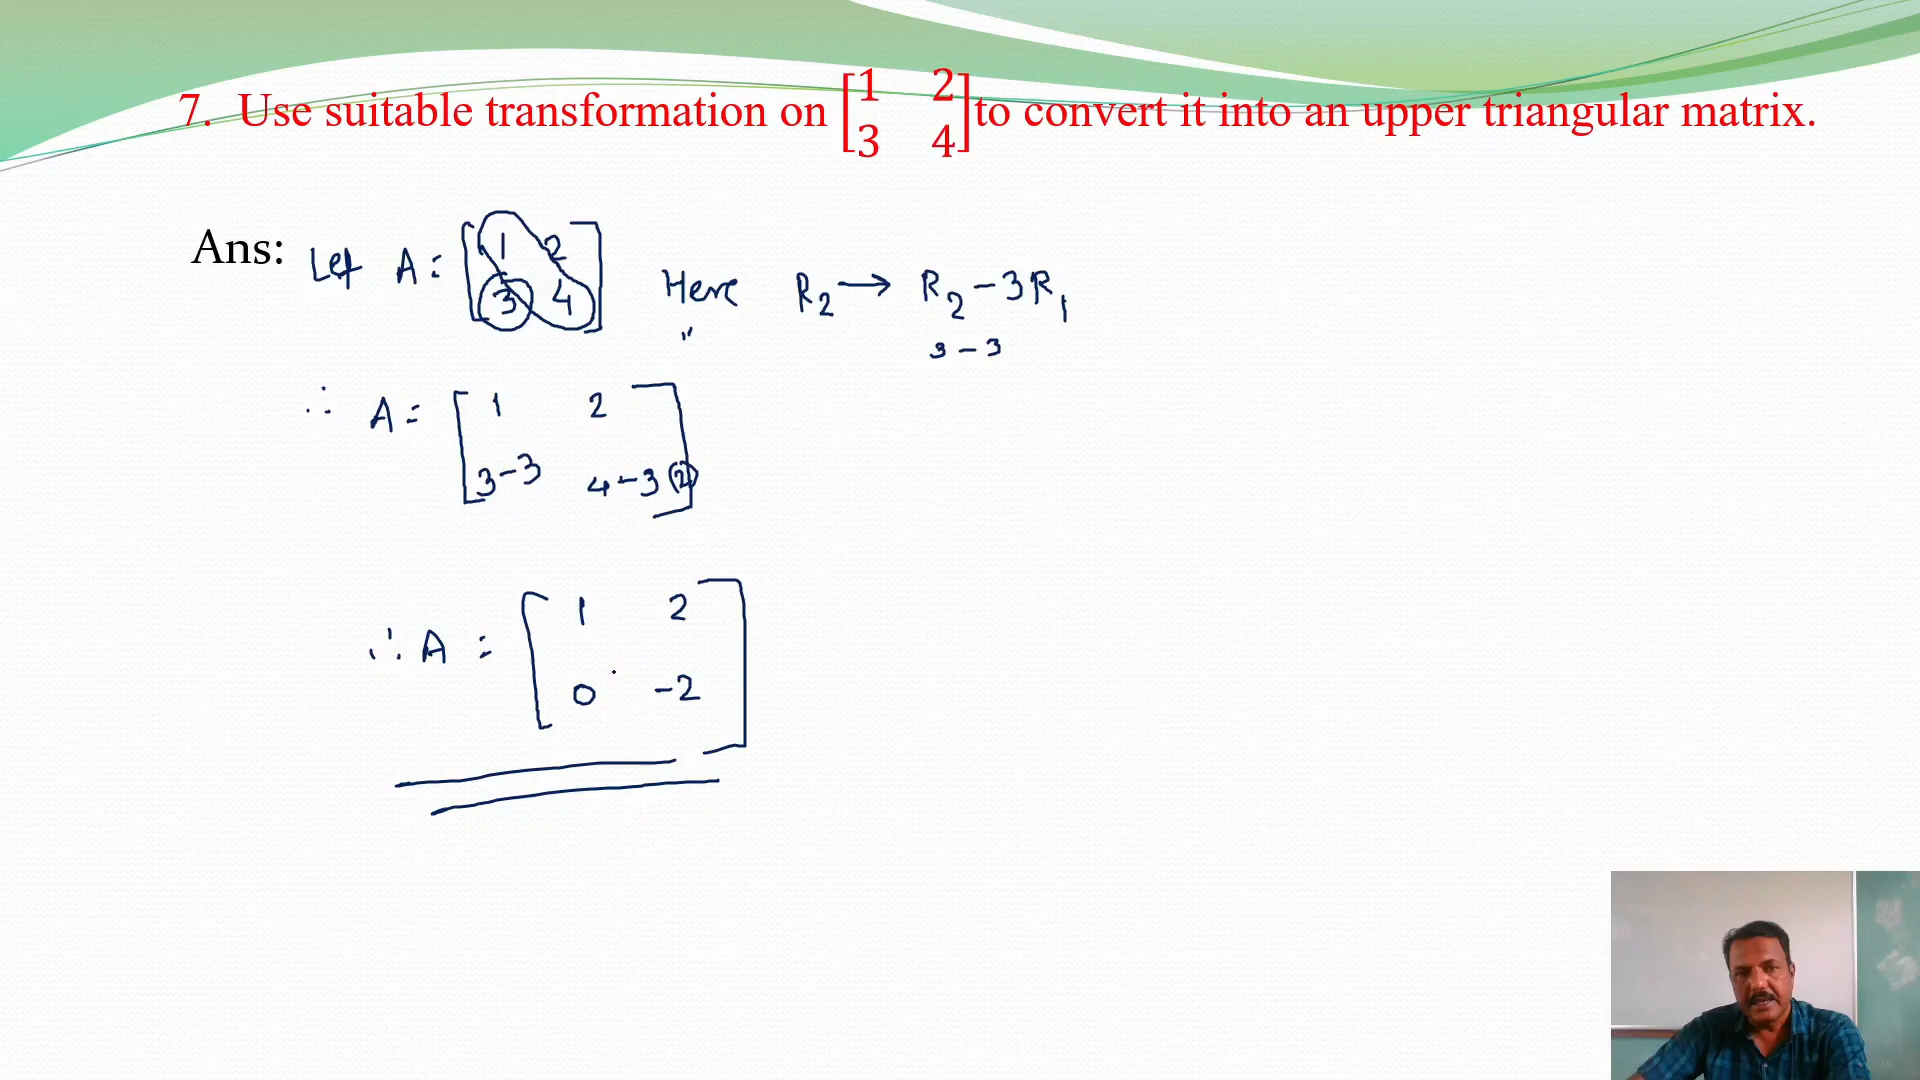 7. Use suitable transformation on [1 2
3 4] to convert it into an upper triangular matrix.
Ans: Let A = [1 2
3 4] Here R₂ → R₂ − 3R₁
3 − 3
∴ A = [1 2
3−3 4−3(2)]
∴ A = [1 2
0 −2]